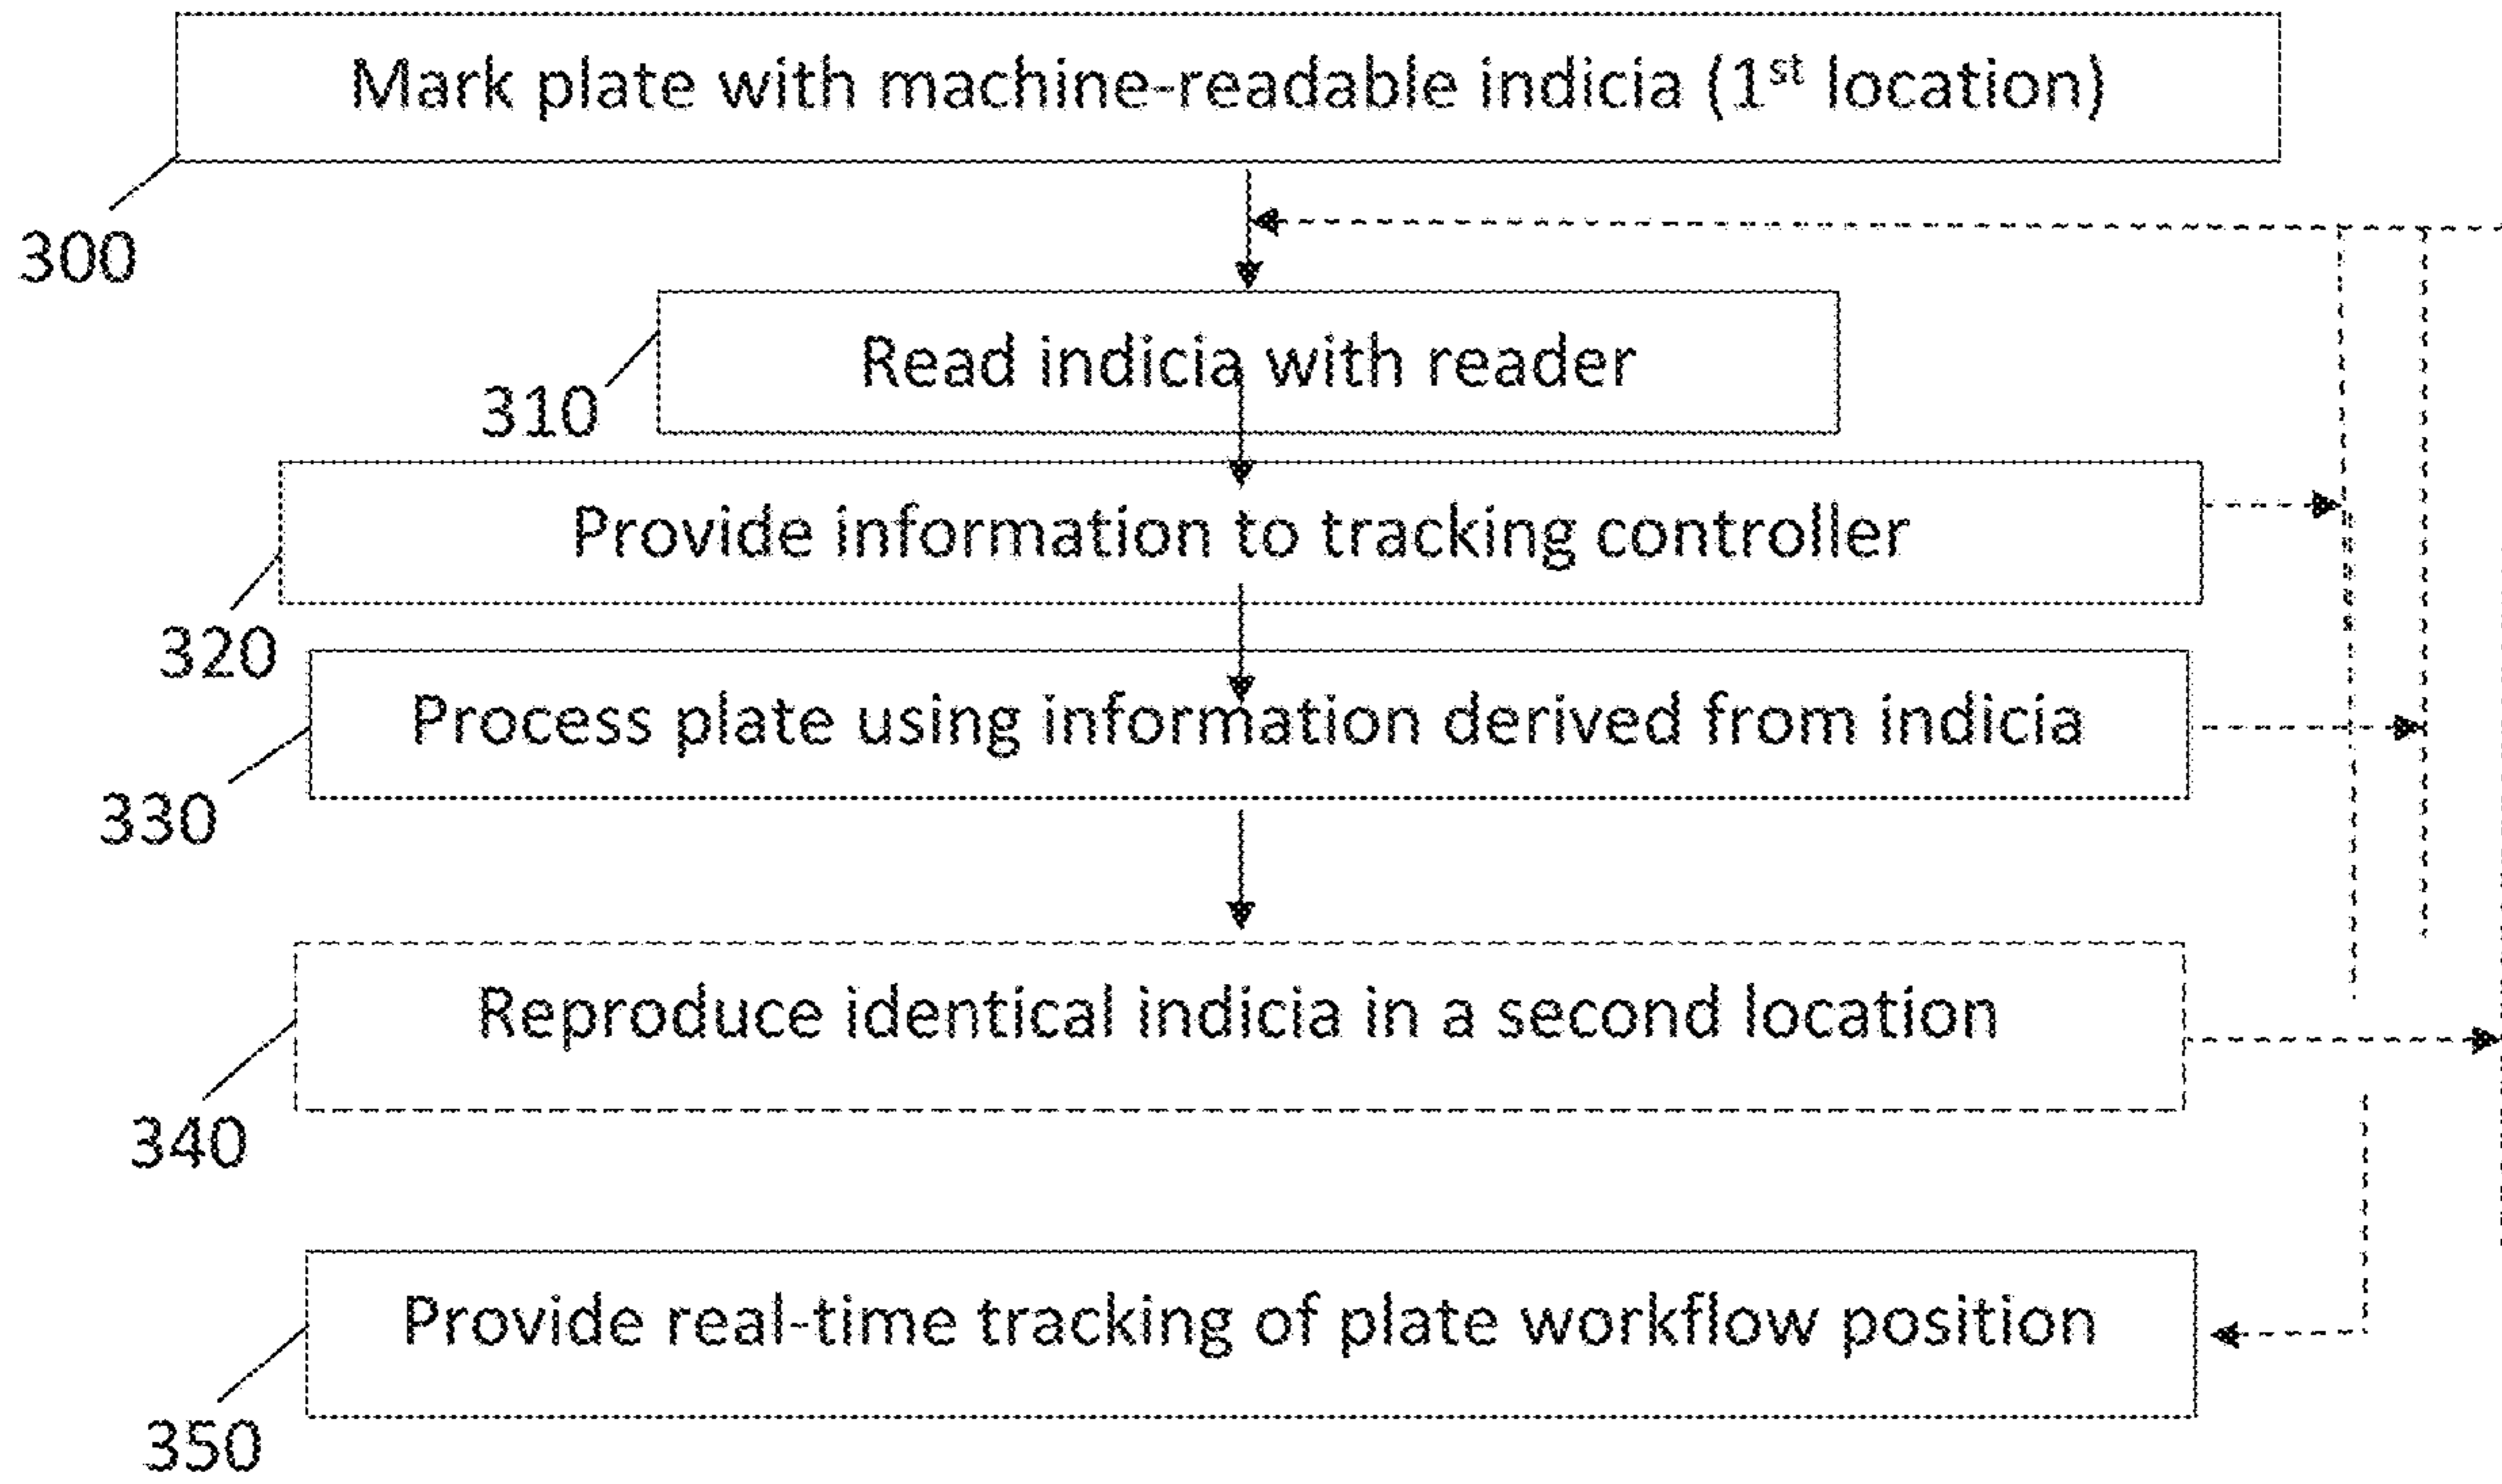 Mark plate with machine-readable indicia (1st location)
300
Read indicia with reader
310
Provide information to tracking controller
320
Process plate using information derived from indicia
330
Reproduce identical indicia in a second location
340
Provide real-time tracking of plate workflow position
350